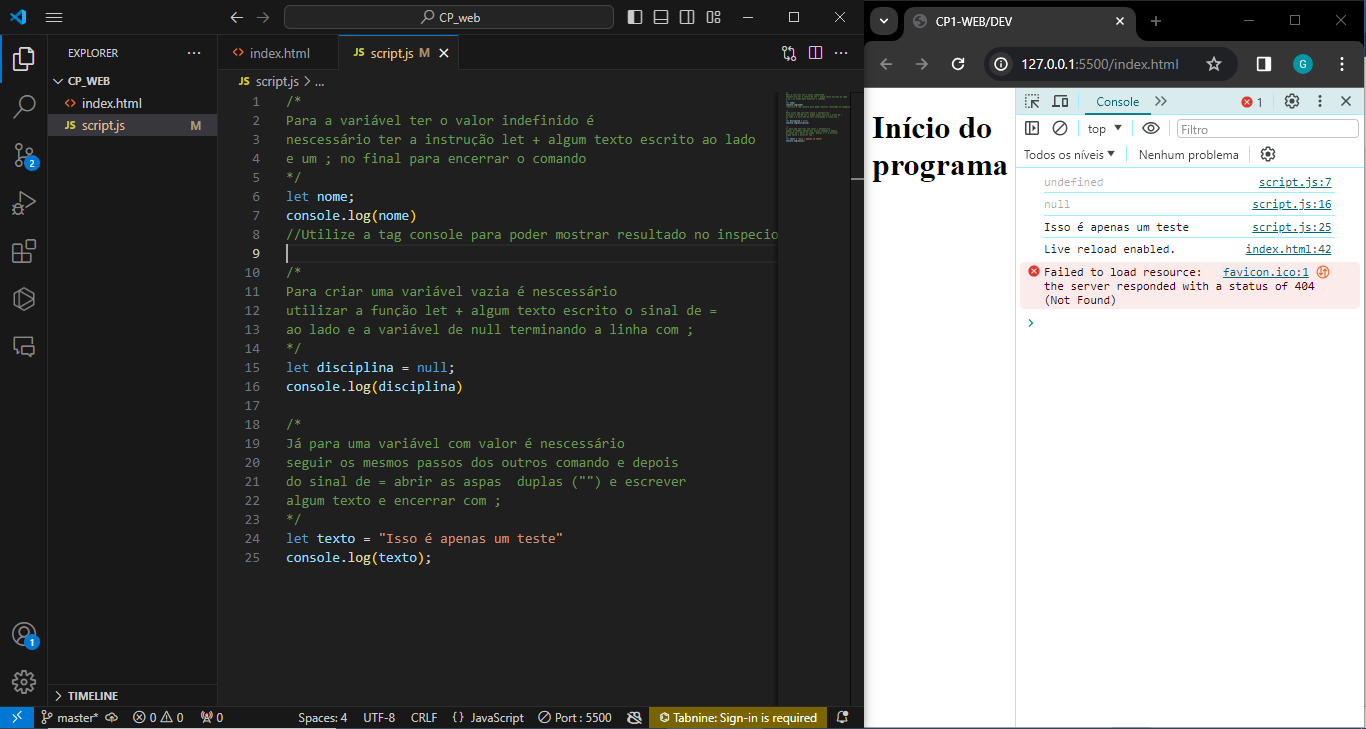 CP_web
EXPLORER
CP_WEB
index.html
JS script.js M
2
1
TIMELINE
index.html
JS script.js M
JS script.js > ...
1 /*
2 Para a variável ter o valor indefinido é
3 nescessário ter a instrução let + algum texto escrito ao lado
4 e um ; no final para encerrar o comando
5 */
6 let nome;
7 console.log(nome)
8 //Utilize a tag console para poder mostrar resultado no inspecio
9
10 /*
11 Para criar uma variável vazia é nescessário
12 utilizar a função let + algum texto escrito o sinal de =
13 ao lado e a variável de null terminando a linha com ;
14 */
15 let disciplina = null;
16 console.log(disciplina)
17
18 /*
19 Já para uma variável com valor é nescessário
20 seguir os mesmos passos dos outros comando e depois
21 do sinal de = abrir as aspas  duplas ("") e escrever
22 algum texto e encerrar com ;
23 */
24 let texto = "Isso é apenas um teste"
25 console.log(texto);
master* 0 0 0 Spaces: 4 UTF-8 CRLF {} JavaScript Port : 5500 Tabnine: Sign-in is required
CP1-WEB/DEV
127.0.0.1:5500/index.html G
Início do
programa
Console 1
top Filtro
Todos os níveis Nenhum problema
undefined script.js:7
null script.js:16
Isso é apenas um teste script.js:25
Live reload enabled. index.html:42
Failed to load resource: favicon.ico:1
the server responded with a status of 404
(Not Found)